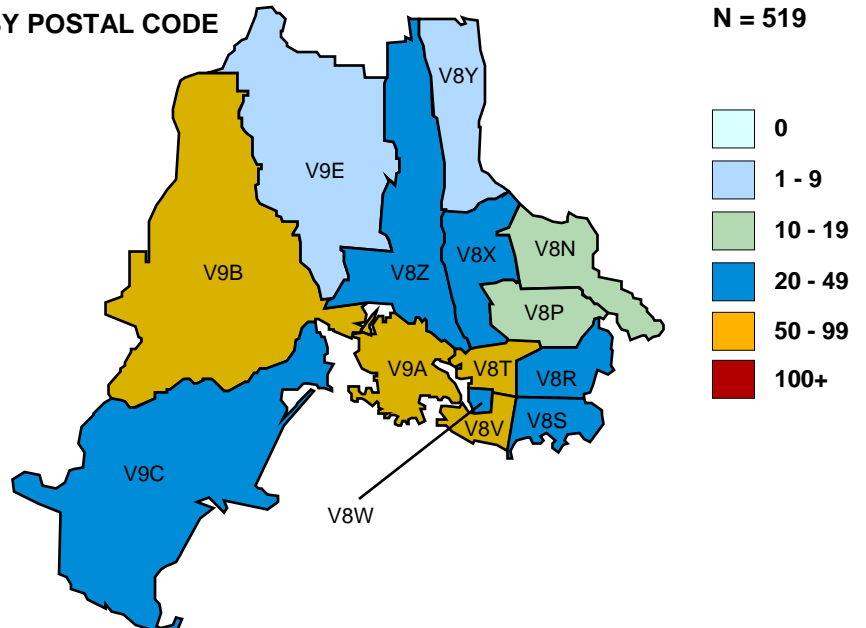 BY POSTAL CODE
N = 519
V8Y
V9E
V8N
V8X
V9B
V8Z
V8P
V9A
V8T
V8R
V8V
V8S
V9C
V8W
0
1 - 9
10 - 19
20 - 49
50 - 99
100+